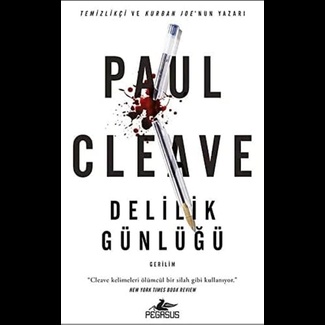 TEMİZLİKÇİ VE KURBAN JOE'NUN YAZARI
PAUL
CLEAVE
DELİLİK
GÜNLÜĞÜ
GERİLİM
"Cleave kelimeleri ölümcül bir silah gibi kullanıyor."
NEW YORK TIMES BOOK REVIEW
PEGASUS